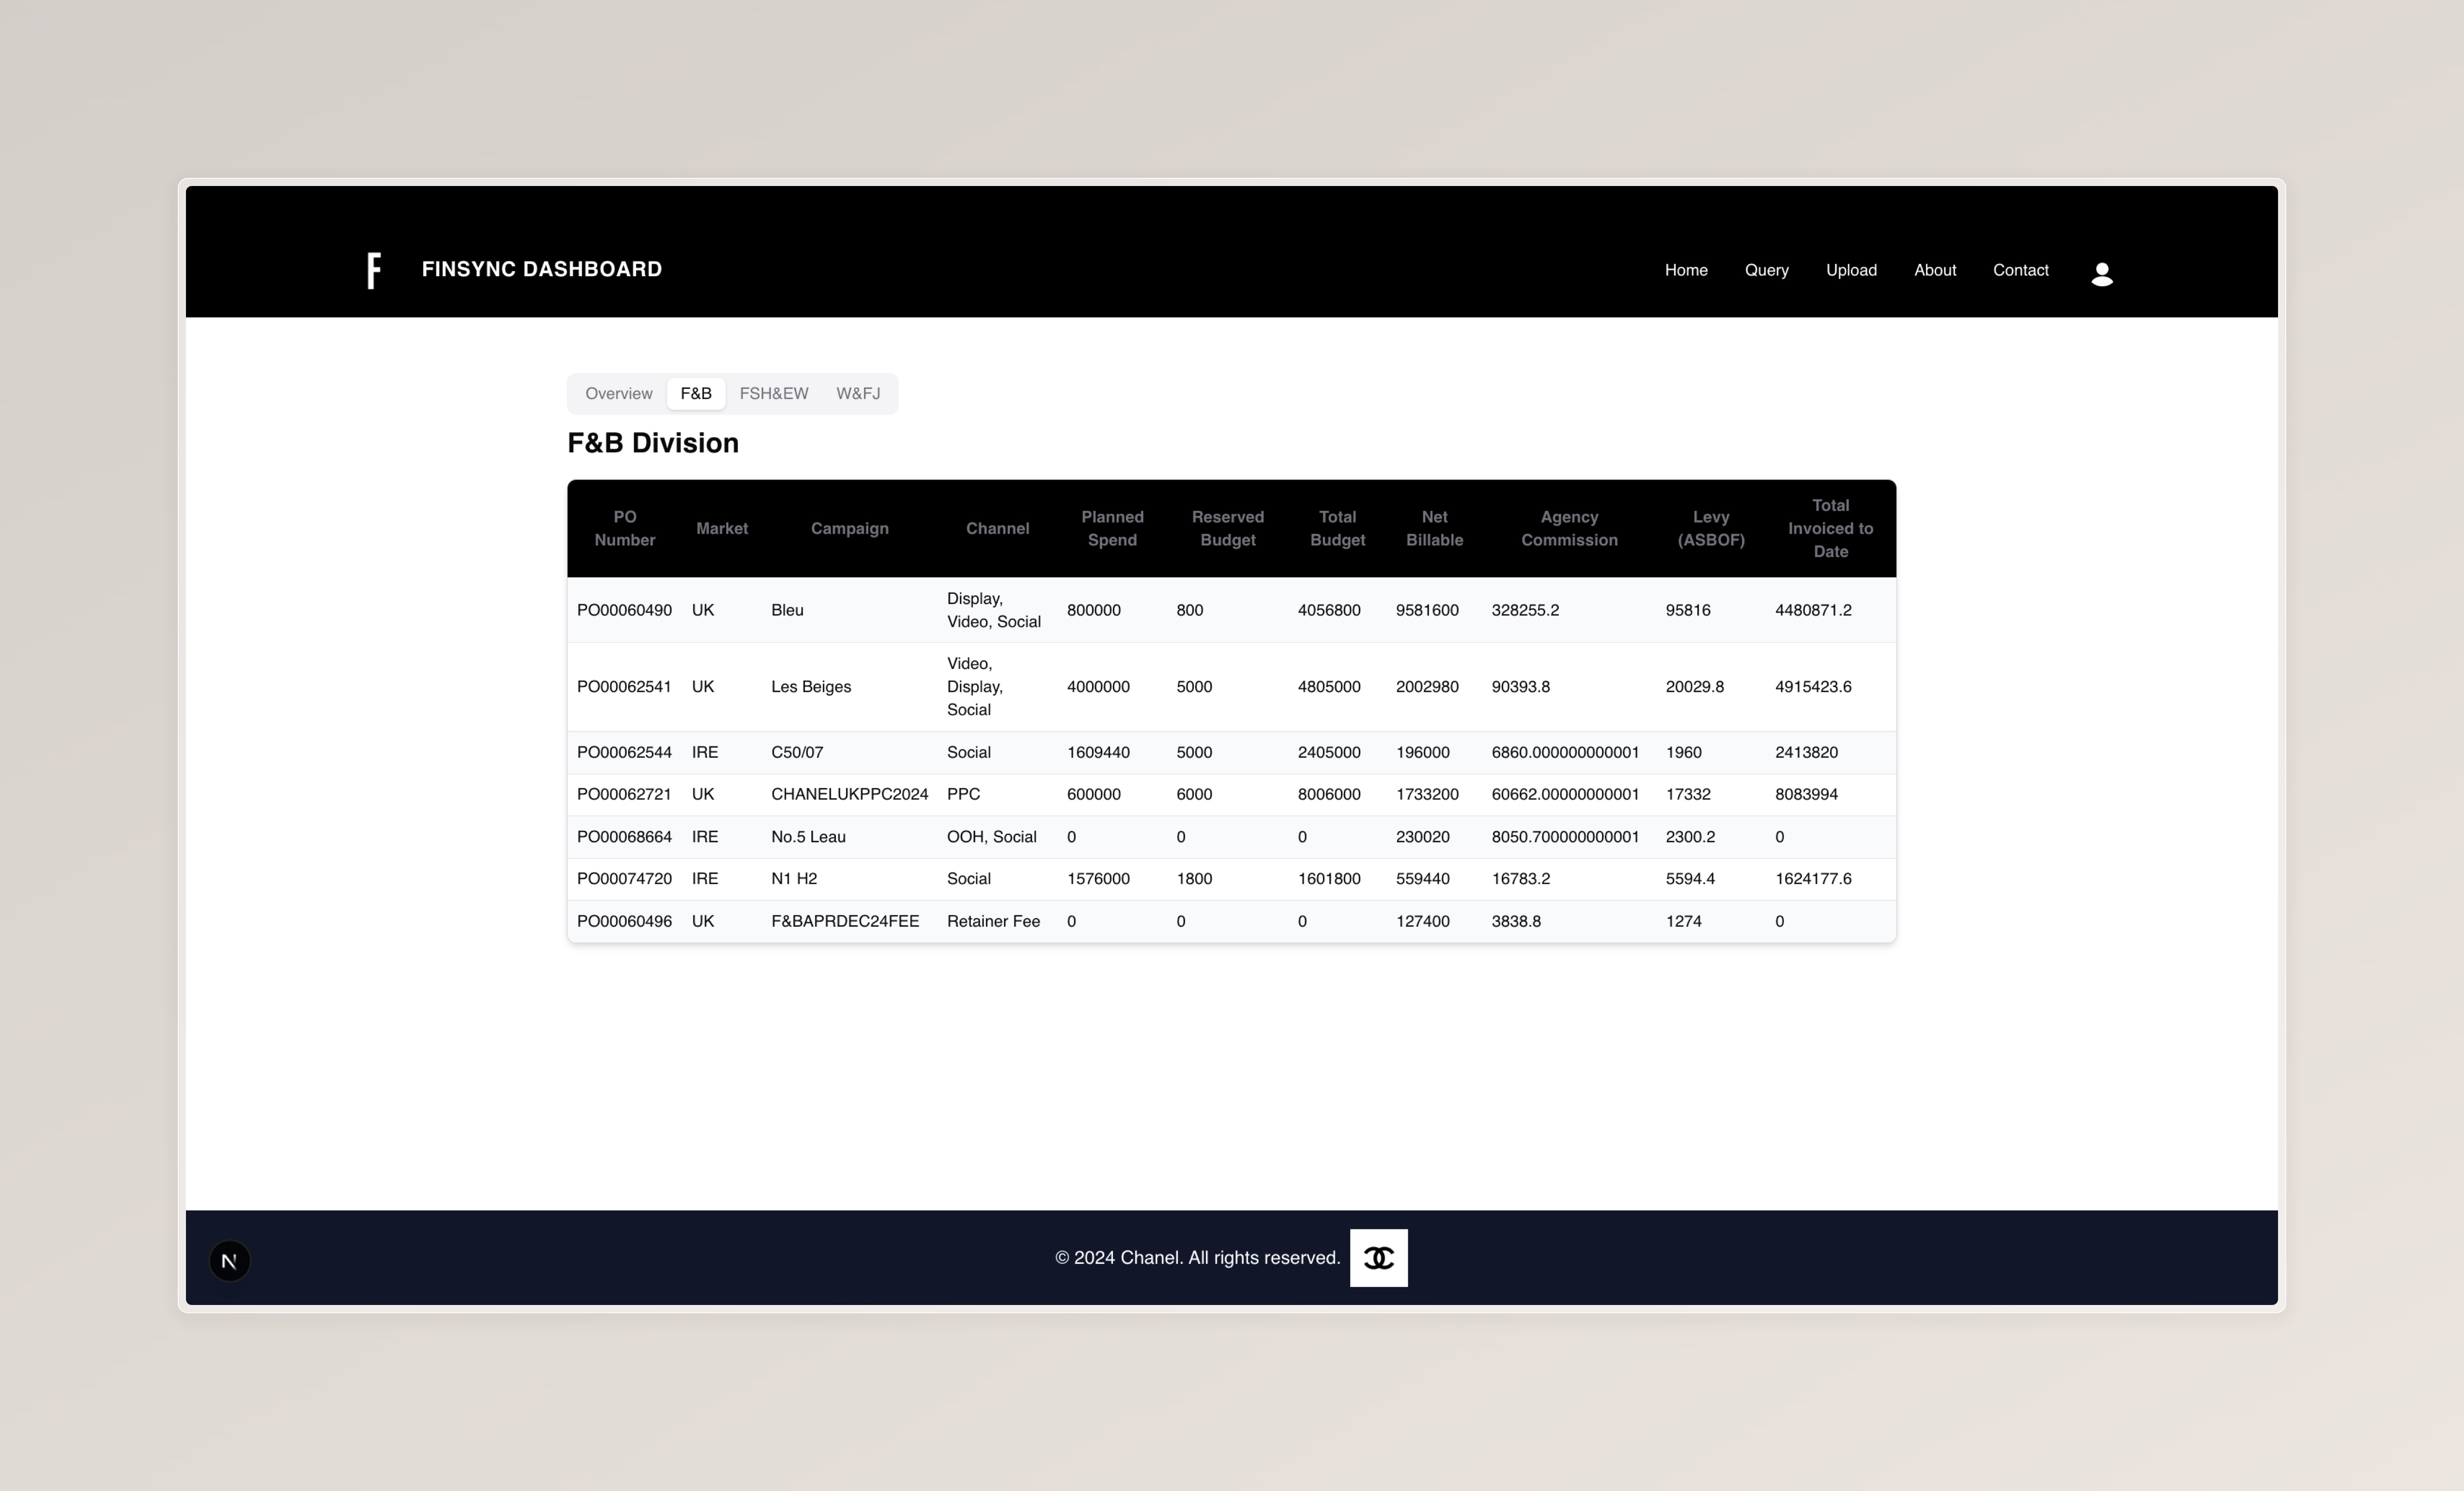 FINSYNC DASHBOARD
Home Query Upload About Contact
Overview F&B FSH&EW W&FJ
F&B Division
PO Number Market Campaign Channel Planned Spend Reserved Budget Total Budget Net Billable Agency Commission Levy (ASBOF) Total Invoiced to Date
PO00060490 UK Bleu Display, Video, Social 800000 800 4056800 9581600 328255.2 95816 4480871.2
PO00062541 UK Les Beiges Video, Display, Social 4000000 5000 4805000 2002980 90393.8 20029.8 4915423.6
PO00062544 IRE C50/07 Social 1609440 5000 2405000 196000 6860.000000000001 1960 2413820
PO00062721 UK CHANELUKPPC2024 PPC 600000 6000 8006000 1733200 60662.00000000001 17332 8083994
PO00068664 IRE No.5 Leau OOH, Social 0 0 0 230020 8050.700000000001 2300.2 0
PO00074720 IRE N1 H2 Social 1576000 1800 1601800 559440 16783.2 5594.4 1624177.6
PO00060496 UK F&BAPRDEC24FEE Retainer Fee 0 0 0 127400 3838.8 1274 0
© 2024 Chanel. All rights reserved.